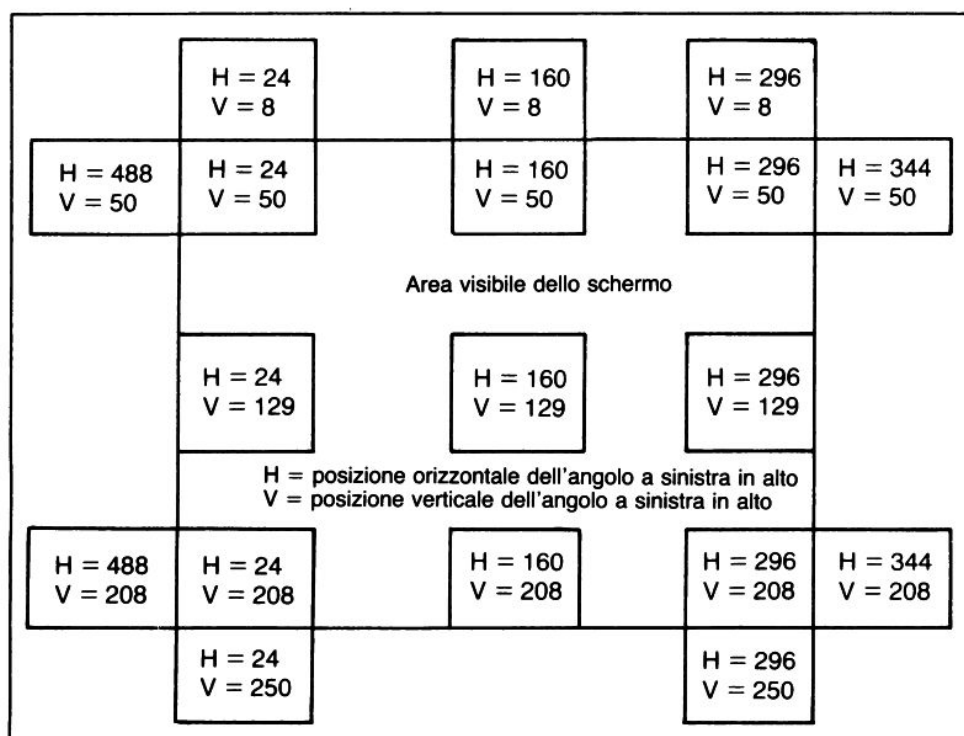 H = 24
V = 8
H = 160
V = 8
H = 296
V = 8
H = 488
V = 50
H = 24
V = 50
H = 160
V = 50
H = 296
V = 50
H = 344
V = 50
Area visibile dello schermo
H = 24
V = 129
H = 160
V = 129
H = 296
V = 129
H = posizione orizzontale dell'angolo a sinistra in alto
V = posizione verticale dell'angolo a sinistra in alto
H = 488
V = 208
H = 24
V = 208
H = 160
V = 208
H = 296
V = 208
H = 344
V = 208
H = 24
V = 250
H = 296
V = 250